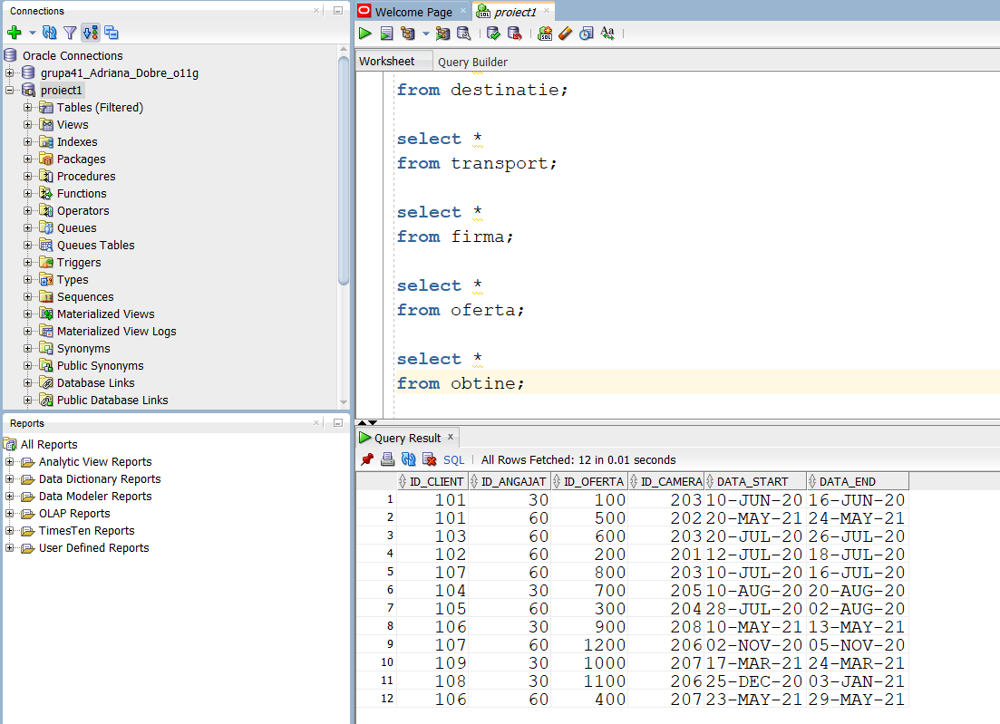 Connections
Oracle Connections
grupa41_Adriana_Dobre_o11g
proiect1
Tables (Filtered)
Views
Indexes
Packages
Procedures
Functions
Operators
Queues
Queues Tables
Triggers
Types
Sequences
Materialized Views
Materialized View Logs
Synonyms
Public Synonyms
Database Links
Public Database Links
Reports
All Reports
Analytic View Reports
Data Dictionary Reports
Data Modeler Reports
OLAP Reports
TimesTen Reports
User Defined Reports
Welcome Page proiect1
Worksheet Query Builder
from destinatie;
select *
from transport;
select *
from firma;
select *
from oferta;
select *
from obtine;
Query Result
SQL All Rows Fetched: 12 in 0.01 seconds
ID_CLIENT ID_ANGAJAT ID_OFERTA ID_CAMERA DATA_START DATA_END
1 101 30 100 203 10-JUN-20 16-JUN-20
2 101 60 500 202 20-MAY-21 24-MAY-21
3 103 60 600 203 20-JUL-20 26-JUL-20
4 102 60 200 201 12-JUL-20 18-JUL-20
5 107 60 800 203 10-JUL-20 16-JUL-20
6 104 30 700 205 10-AUG-20 20-AUG-20
7 105 60 300 204 28-JUL-20 02-AUG-20
8 106 30 900 208 10-MAY-21 13-MAY-21
9 107 60 1200 206 02-NOV-20 05-NOV-20
10 109 30 1000 207 17-MAR-21 24-MAR-21
11 108 30 1100 206 25-DEC-20 03-JAN-21
12 106 60 400 207 23-MAY-21 29-MAY-21